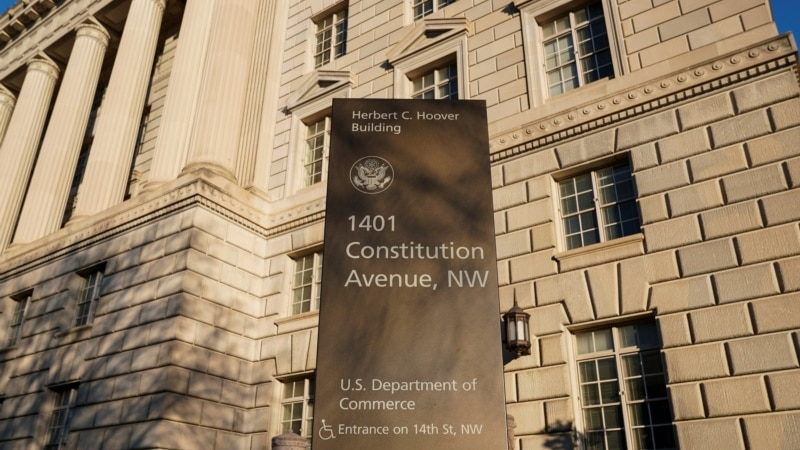 Herbert C. Hoover
Building
1401
Constitution
Avenue, NW
U.S. Department of
Commerce
Entrance on 14th St, NW